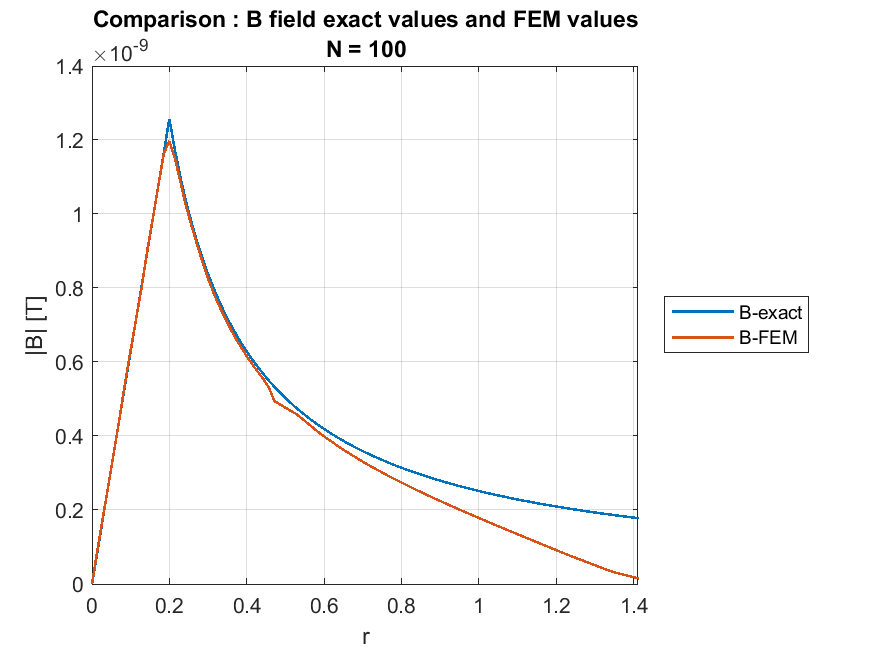 Comparison : B field exact values and FEM values
N = 100
×10-9
1.4
1.2
1
0.8
0.6
0.4
0.2
0
|B| [T]
0 0.2 0.4 0.6 0.8 1 1.2 1.4
r
B-exact
B-FEM